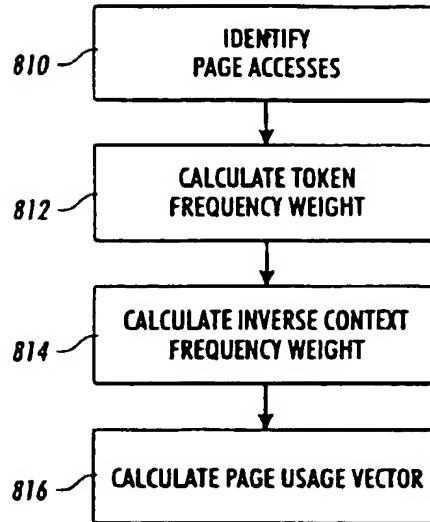 810
IDENTIFY
PAGE ACCESSES
812
CALCULATE TOKEN
FREQUENCY WEIGHT
814
CALCULATE INVERSE CONTEXT
FREQUENCY WEIGHT
816
CALCULATE PAGE USAGE VECTOR